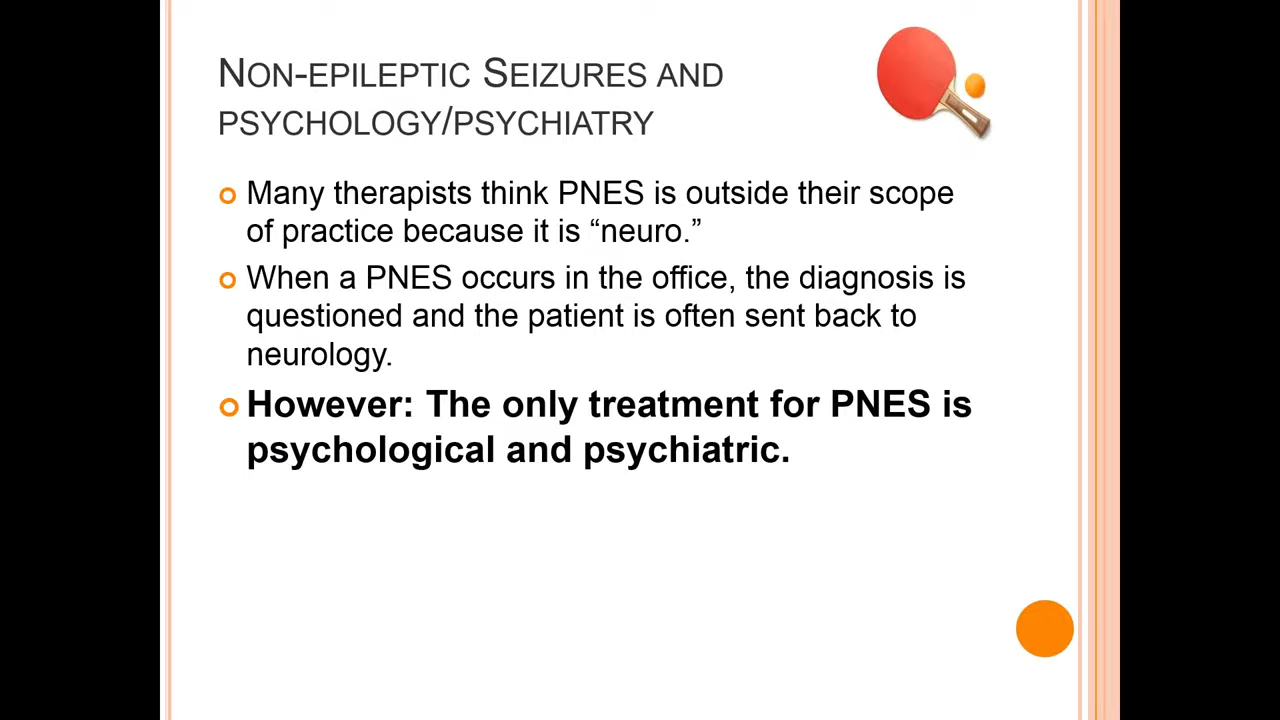 NON-EPILEPTIC SEIZURES AND
PSYCHOLOGY/PSYCHIATRY
Many therapists think PNES is outside their scope
of practice because it is “neuro.”
When a PNES occurs in the office, the diagnosis is
questioned and the patient is often sent back to
neurology.
However: The only treatment for PNES is
psychological and psychiatric.